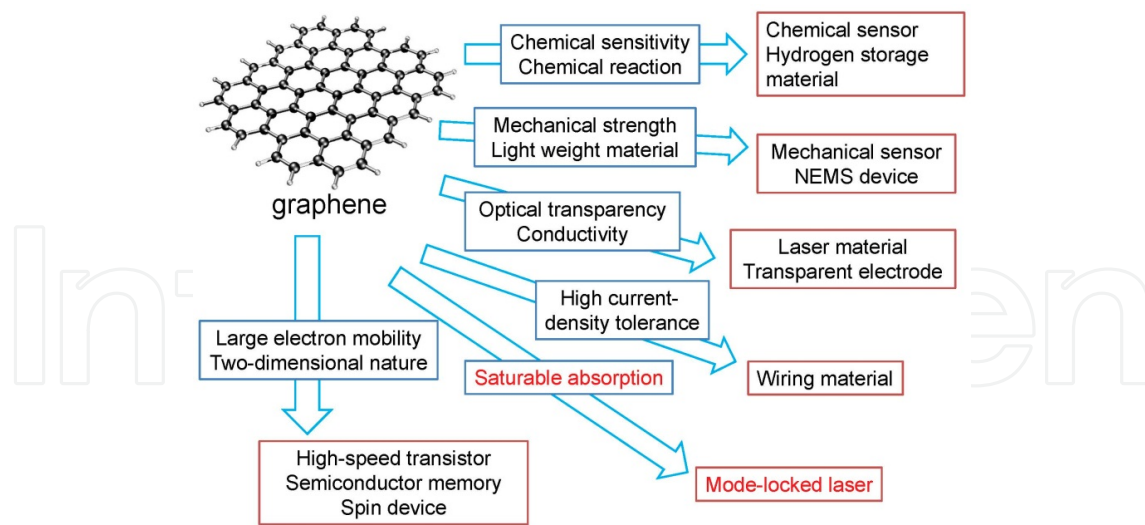 Chemical sensitivity
Chemical reaction
Chemical sensor
Hydrogen storage
material
Mechanical strength
Light weight material
Mechanical sensor
NEMS device
graphene
Optical transparency
Conductivity
Laser material
Transparent electrode
High current-
density tolerance
Large electron mobility
Two-dimensional nature
Saturable absorption
Wiring material
High-speed transistor
Semiconductor memory
Spin device
Mode-locked laser